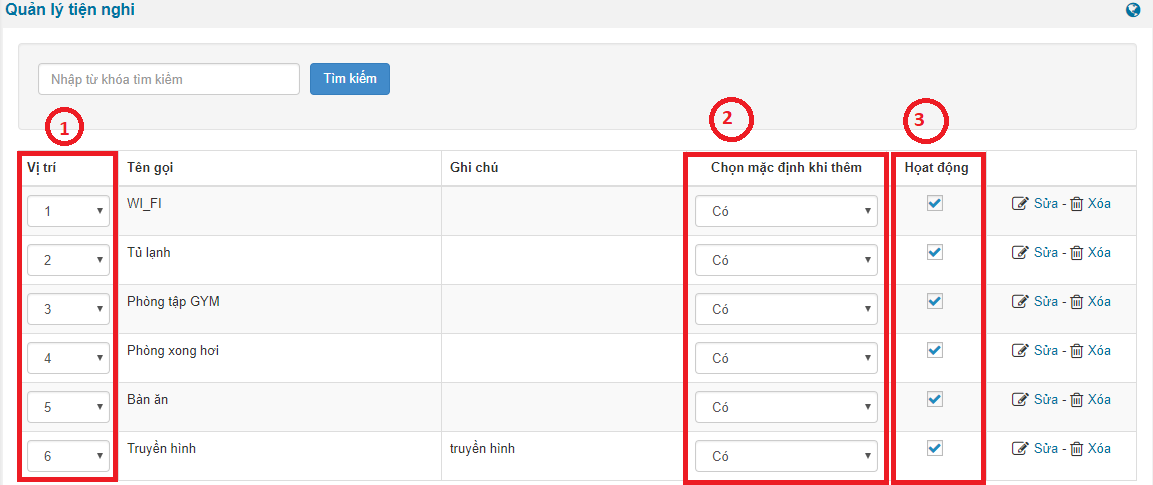 Quản lý tiện nghi
Nhập từ khóa tìm kiếm Tìm kiếm
1 2 3
Vị trí Tên gọi Ghi chú Chọn mặc định khi thêm Hoạt động
1 WI_FI Có Sửa - Xóa
2 Tủ lạnh Có Sửa - Xóa
3 Phòng tập GYM Có Sửa - Xóa
4 Phòng xong hơi Có Sửa - Xóa
5 Bàn ăn Có Sửa - Xóa
6 Truyền hình truyền hình Có Sửa - Xóa